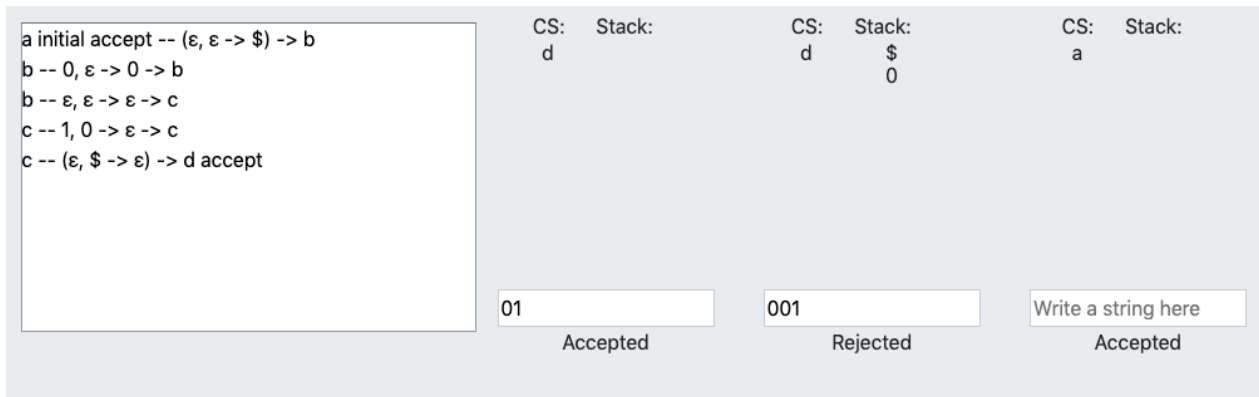 a initial accept -- (ε, ε -> $) -> b
b -- 0, ε -> 0 -> b
b -- ε, ε -> ε -> c
c -- 1, 0 -> ε -> c
c -- (ε, $ -> ε) -> d accept
CS: Stack:
d
01
Accepted
CS: Stack:
d $
0
001
Rejected
CS: Stack:
a
Write a string here
Accepted